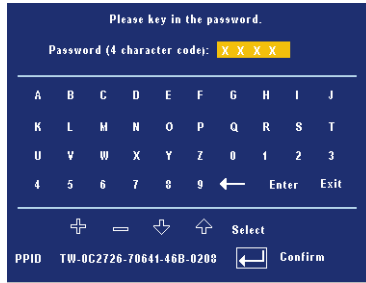 Please key in the password.
Password (4 character code): X X X X
A B C D E F G H I J
K L M N O P Q R S T
U V W X Y Z 0 1 2 3
4 5 6 7 8 9 ← Enter Exit
Select
PPID TW-0C2726-70641-46B-0208 Confirm